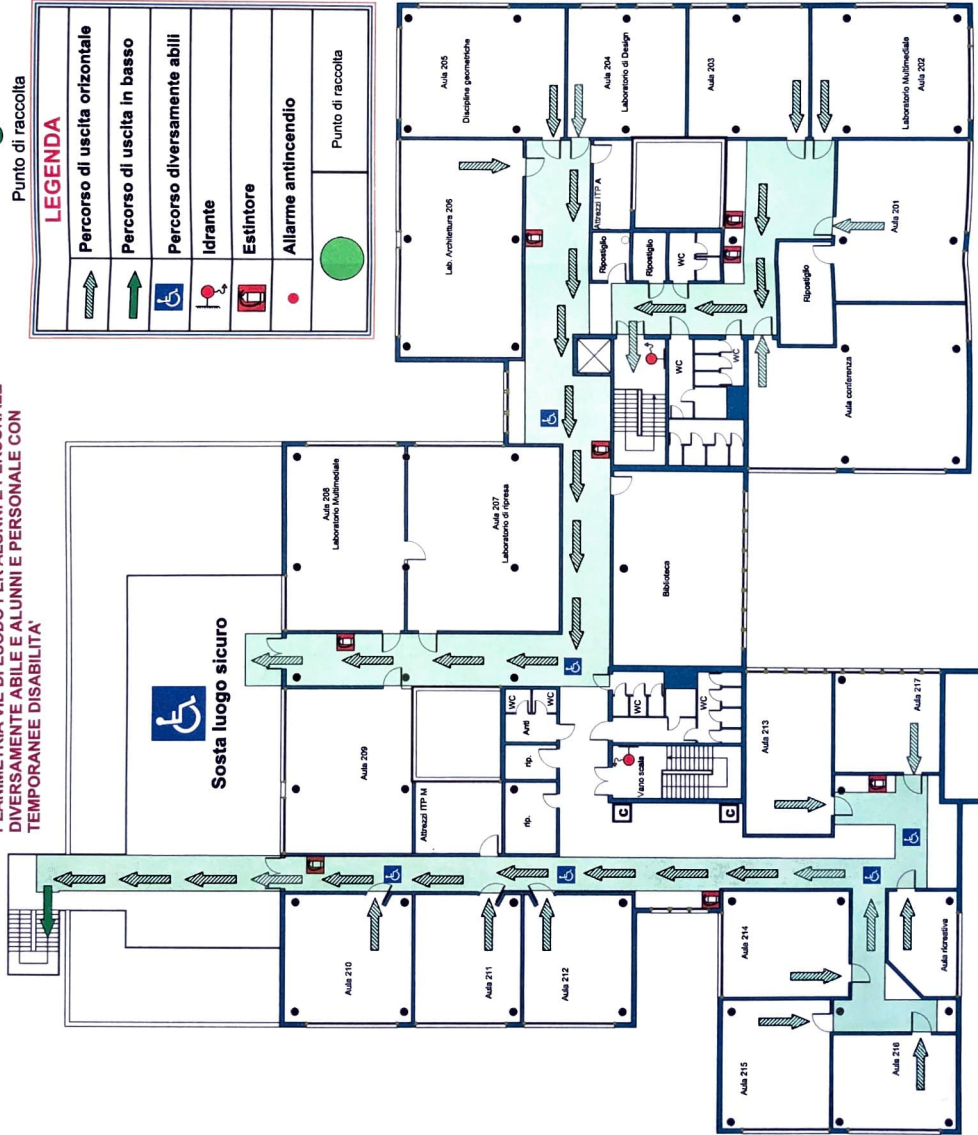 Punto di raccolta
DIVERSAMENTE ABILE E ALUNNI E PERSONALE CON
TEMPORANEE DISABILITA'
LEGENDA
Percorso di uscita orizontale
Percorso di uscita in basso
Percorso diversamente abili
Idrante
Estintore
Allarme antincendio
Punto di raccolta
Sosta luogo sicuro
Aula 205
Discipline geometriche
Aula 204
Laboratorio di Design
Aula 203
Laboratorio Multimediale
Aula 202
Lab. Architettura 206
Attrezzi ITP A
Ripostiglio
Ripostiglio
WC
Aula 201
Ripostiglio
WC
WC
Aula conferenza
Aula 208
Laboratorio Multimediale
Aula 207
Laboratorio di ripresa
Biblioteca
Aula 209
Attrezzi ITP M
WC
WC
Anti
rip.
rip.
WC
WC
Vano scala
C
C
Aula 213
Aula 217
Aula 210
Aula 211
Aula 212
Aula 214
Aula ricreativa
Aula 215
Aula 216